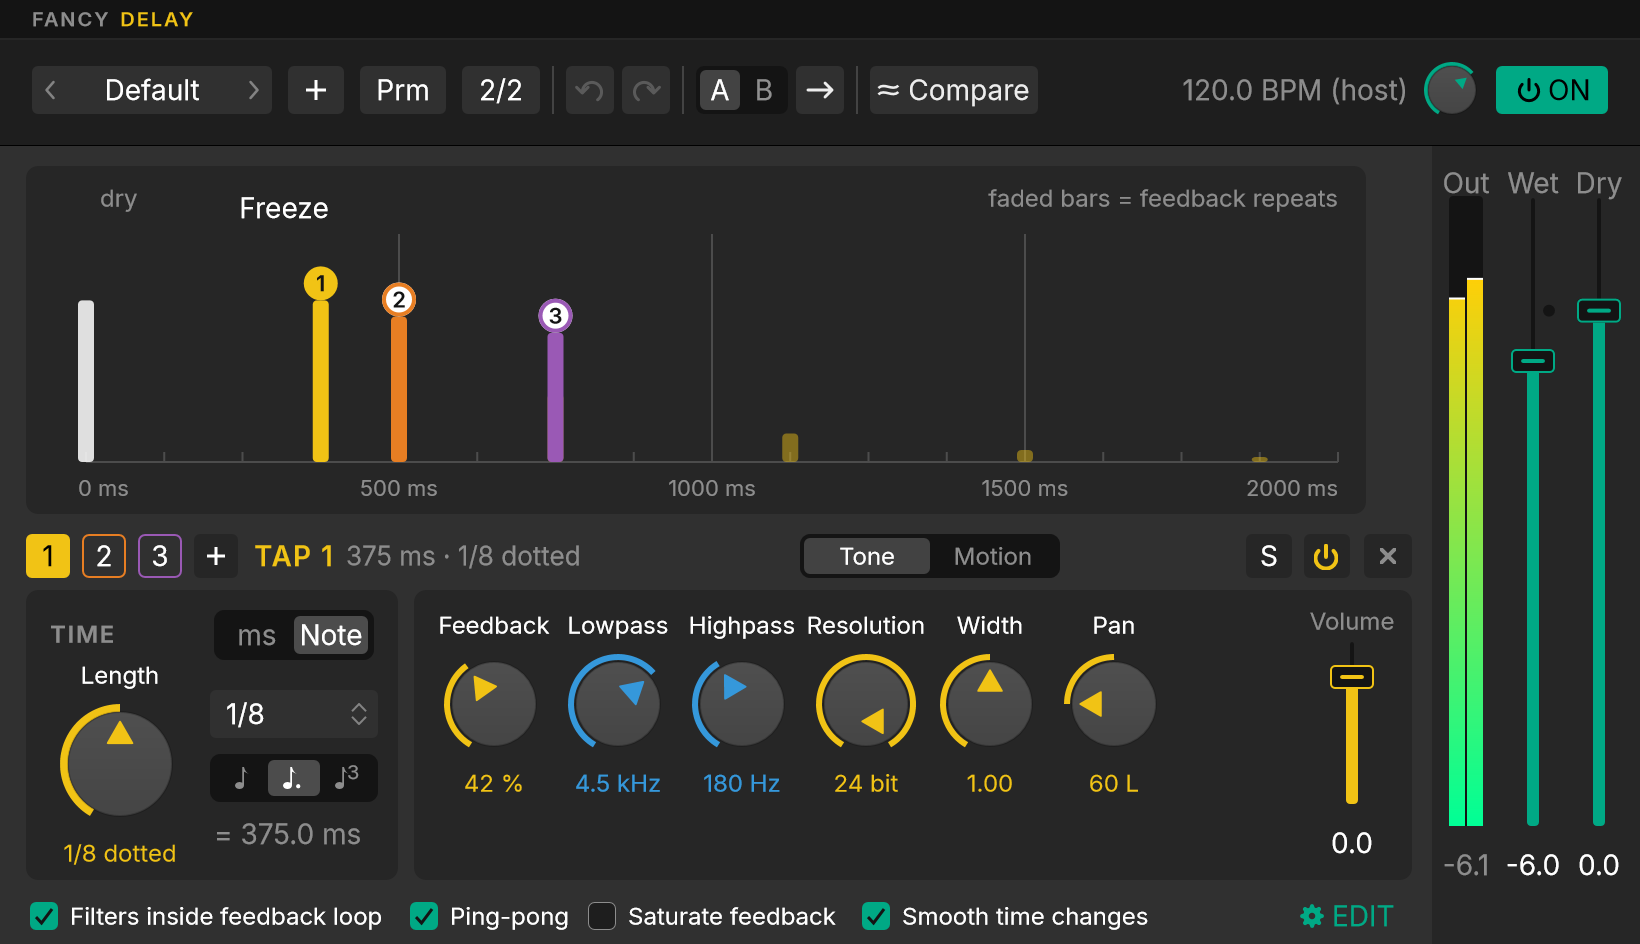 FANCY DELAY
Default + Prm 2/2 A B → ≈ Compare 120.0 BPM (host) ON
dry Freeze faded bars = feedback repeats
1 2 3
0 ms 500 ms 1000 ms 1500 ms 2000 ms
Out Wet Dry
-6.1 -6.0 0.0
1 2 3 + TAP 1 375 ms · 1/8 dotted Tone Motion S ×
TIME ms Note
Length
1/8
♪ ♪. ♪3
= 375.0 ms
1/8 dotted
Feedback Lowpass Highpass Resolution Width Pan Volume
42 % 4.5 kHz 180 Hz 24 bit 1.00 60 L
0.0
Filters inside feedback loop Ping-pong Saturate feedback Smooth time changes EDIT